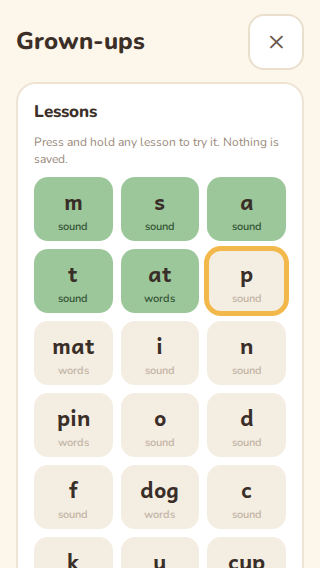 Grown-ups
×
Lessons
Press and hold any lesson to try it. Nothing is
saved.
m s a
sound sound sound
t at p
sound words sound
mat i n
words sound sound
pin o d
words sound sound
f dog c
sound words sound
k u cup